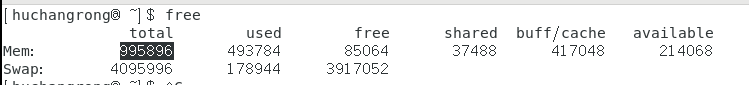 [huchangrong@ ~]$ free
total used free shared buff/cache available
Mem: 995896 493784 85064 37488 417048 214068
Swap: 4095996 178944 3917052